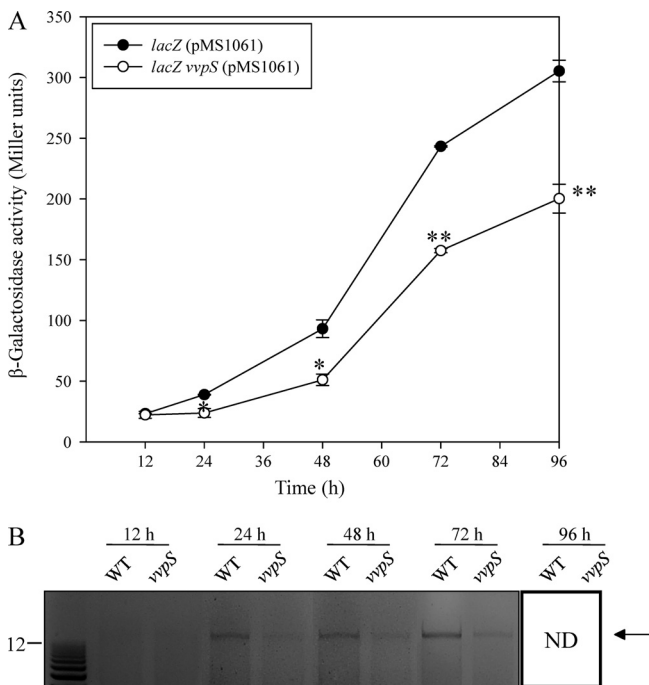 A
350
300
250
200
150
100
50
0
β-Galactosidase activity (Miller units)
lacZ (pMS1061)
lacZ vvpS (pMS1061)
*
*
**
**
12 24 36 48 60 72 84 96
Time (h)
B
12 h 24 h 48 h 72 h 96 h
WT vvpS WT vvpS WT vvpS WT vvpS WT vvpS
12
ND